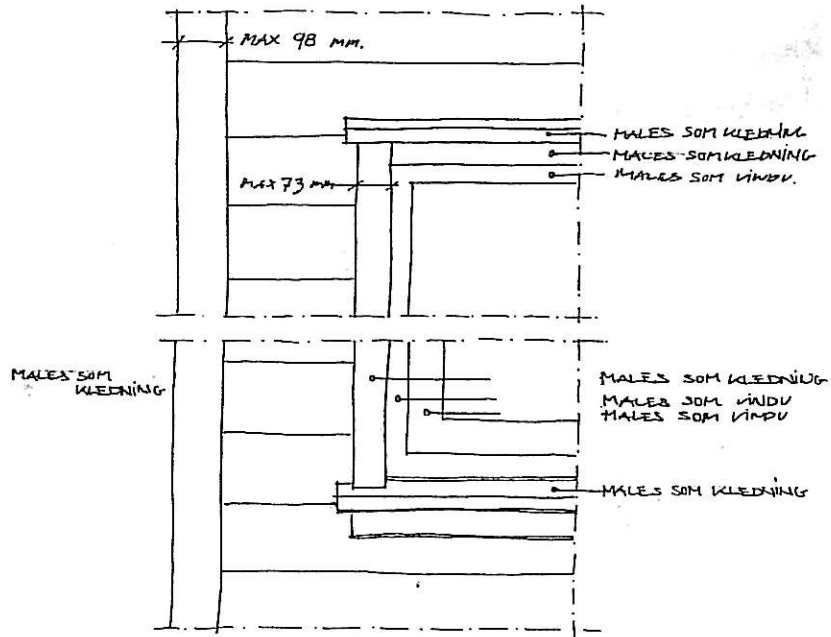 MAX 98 MM.
MALES SOM KLEDNING
MALES SOM KLEDNING
MALES SOM VINDU.
MAX 73 MM
MALES SOM
KLEDNING
MALES SOM KLEDNING
MALES SOM VINDU
MALES SOM VINDU
MALES SOM KLEDNING